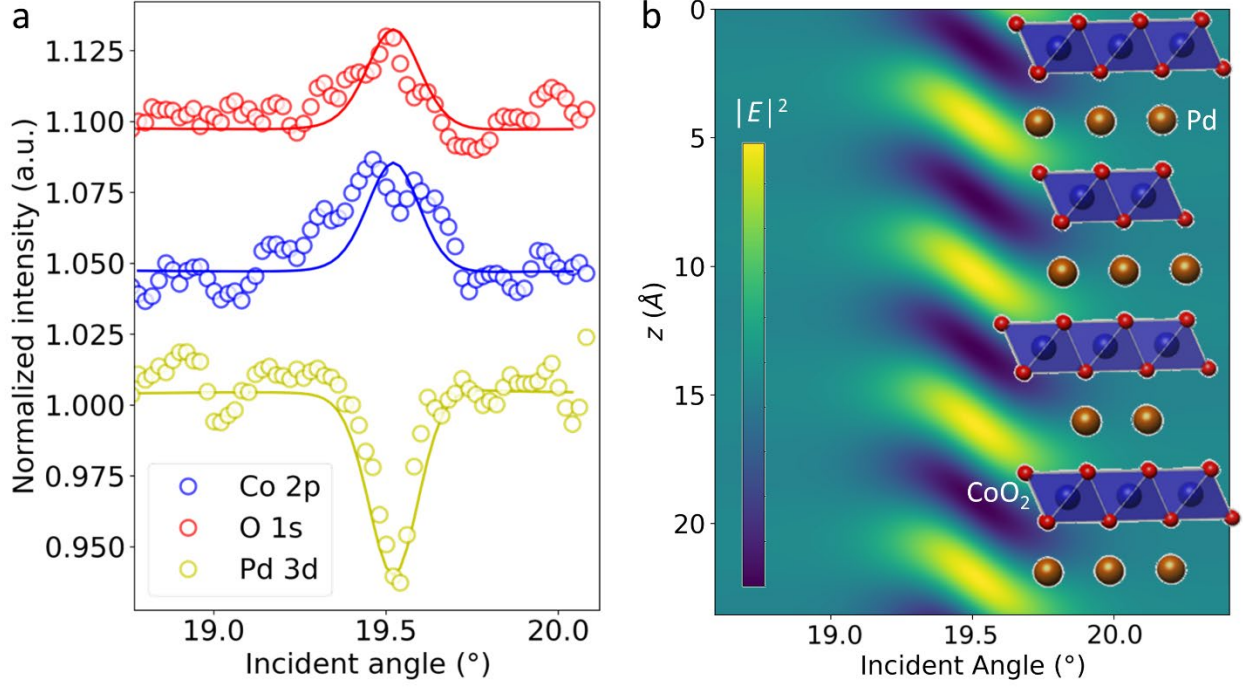 a
Normalized intensity (a.u.)
1.125
1.100
1.075
1.050
1.025
1.000
0.975
0.950
Co 2p
O 1s
Pd 3d
19.0 19.5 20.0
Incident angle (°)
b
z (Å)
0
5
10
15
20
|E|²
Pd
CoO₂
19.0 19.5 20.0
Incident Angle (°)